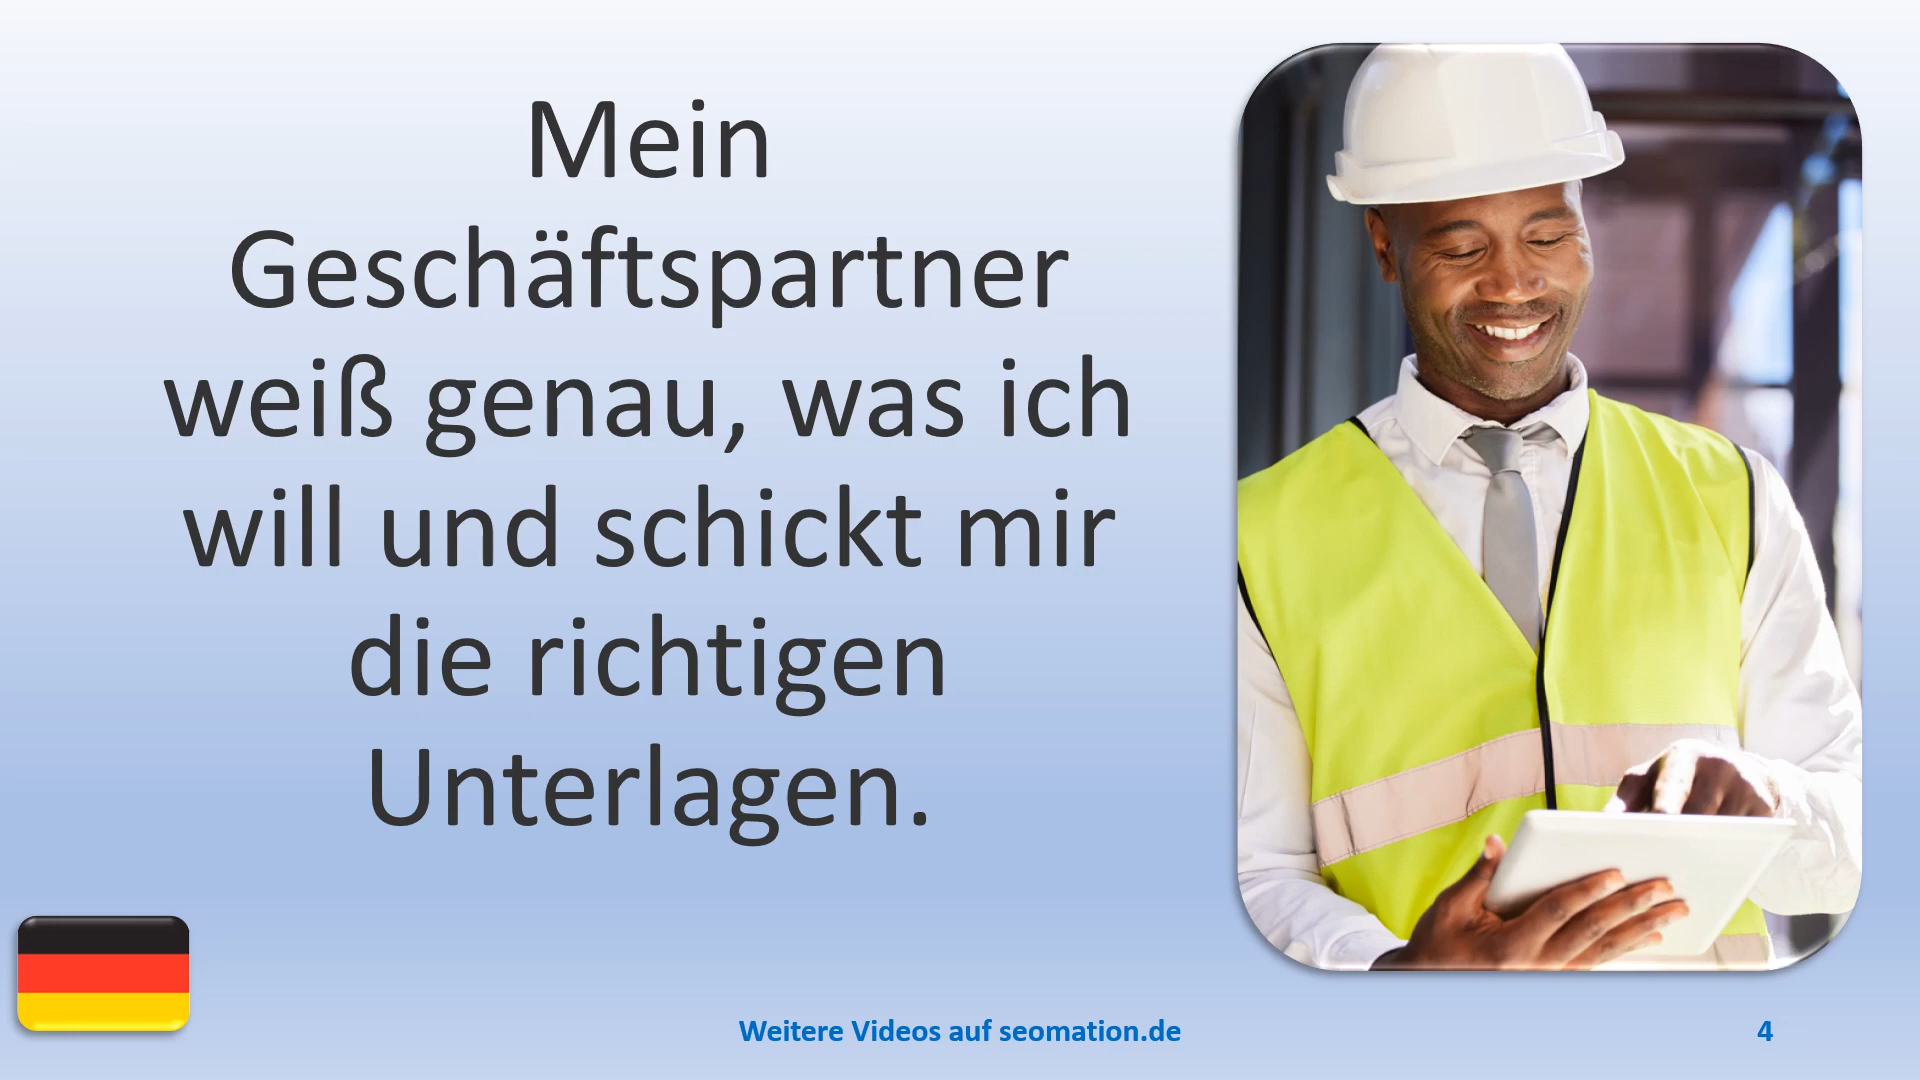 Mein
Geschäftspartner
weiß genau, was ich
will und schickt mir
die richtigen
Unterlagen.
Weitere Videos auf seomation.de
4